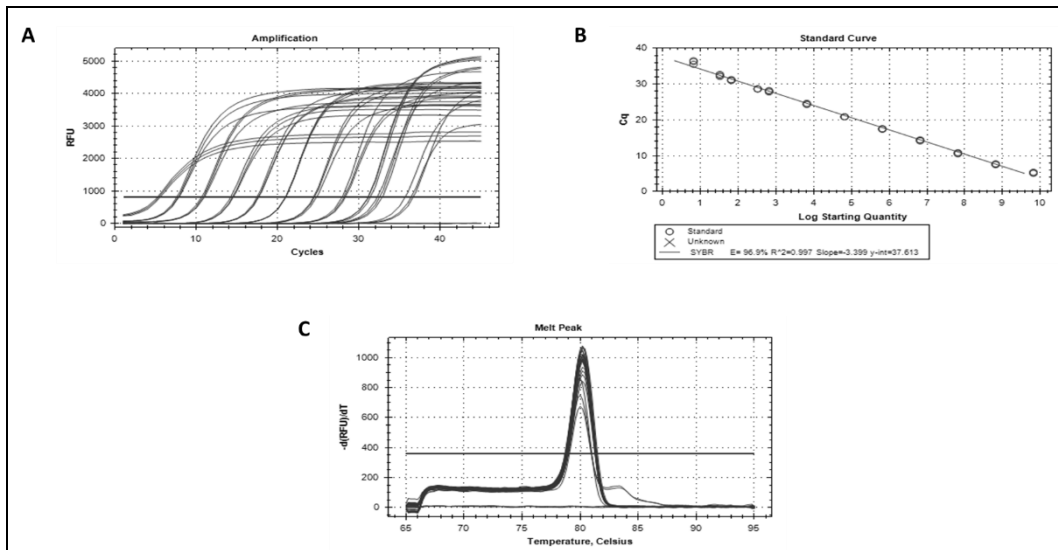 A
Amplification
5000
4000
3000
2000
1000
0
RFU
0 10 20 30 40
Cycles
B
Standard Curve
40
30
20
10
0
Cq
0 1 2 3 4 5 6 7 8 9 10
Log Starting Quantity
Standard
Unknown
SYBR E= 96.9% R^2=0.997 Slope=-3.399 y-int=37.613
C
Melt Peak
1000
800
600
400
200
0
-d(RFU)/dT
65 70 75 80 85 90 95
Temperature, Celsius